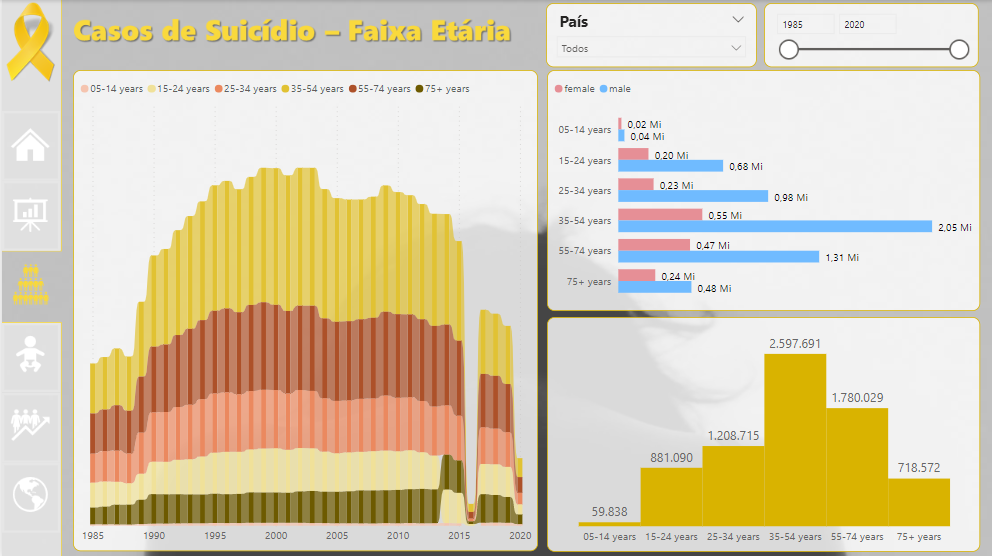 Casos de Suicídio – Faixa Etária
País
Todos
1985 2020
05-14 years 15-24 years 25-34 years 35-54 years 55-74 years 75+ years
1985 1990 1995 2000 2005 2010 2015 2020
female male
05-14 years 0,02 Mi
0,04 Mi
15-24 years 0,20 Mi
0,68 Mi
25-34 years 0,23 Mi
0,98 Mi
35-54 years 0,55 Mi
2,05 Mi
55-74 years 0,47 Mi
1,31 Mi
75+ years 0,24 Mi
0,48 Mi
59.838 881.090 1.208.715 2.597.691 1.780.029 718.572
05-14 years 15-24 years 25-34 years 35-54 years 55-74 years 75+ years